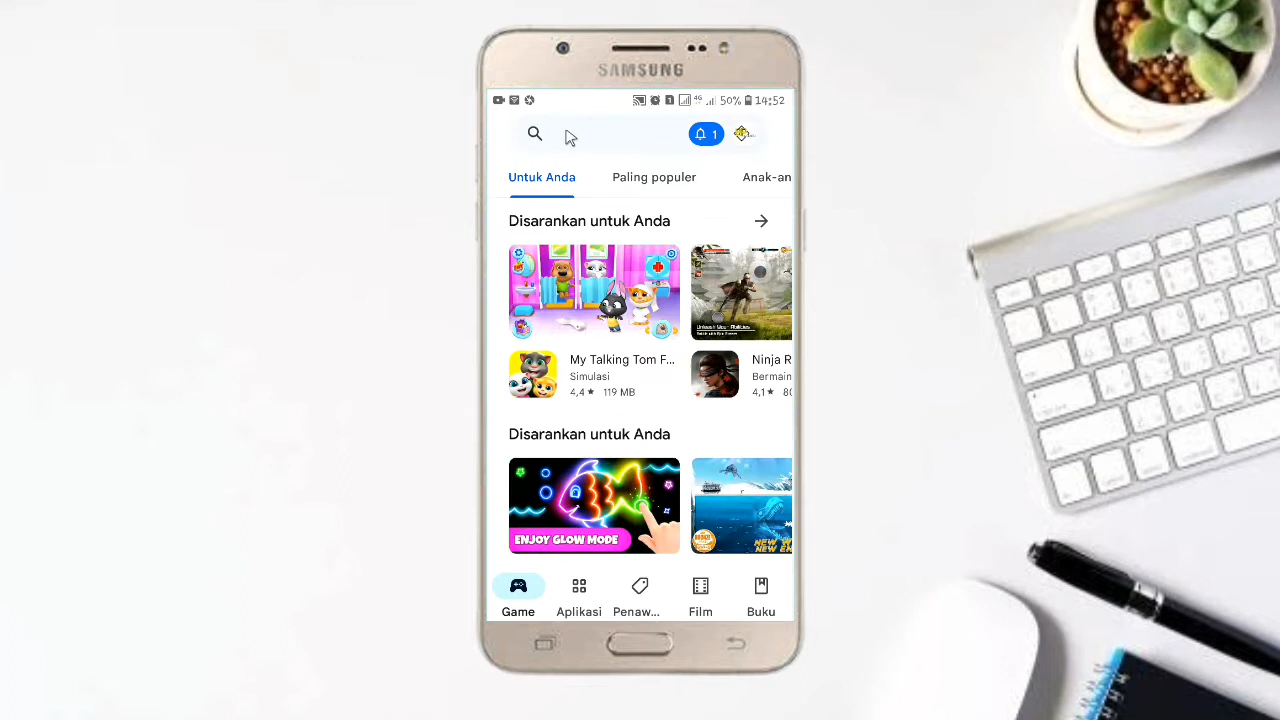 SAMSUNG
4G 50% 14:52
1
Untuk Anda Paling populer Anak-an
Disarankan untuk Anda
My Talking Tom F... Ninja R
Simulasi Bermain
4,4★ 119 MB 4,1★
Disarankan untuk Anda
ENJOY GLOW MODE
Game Aplikasi Penaw... Film Buku